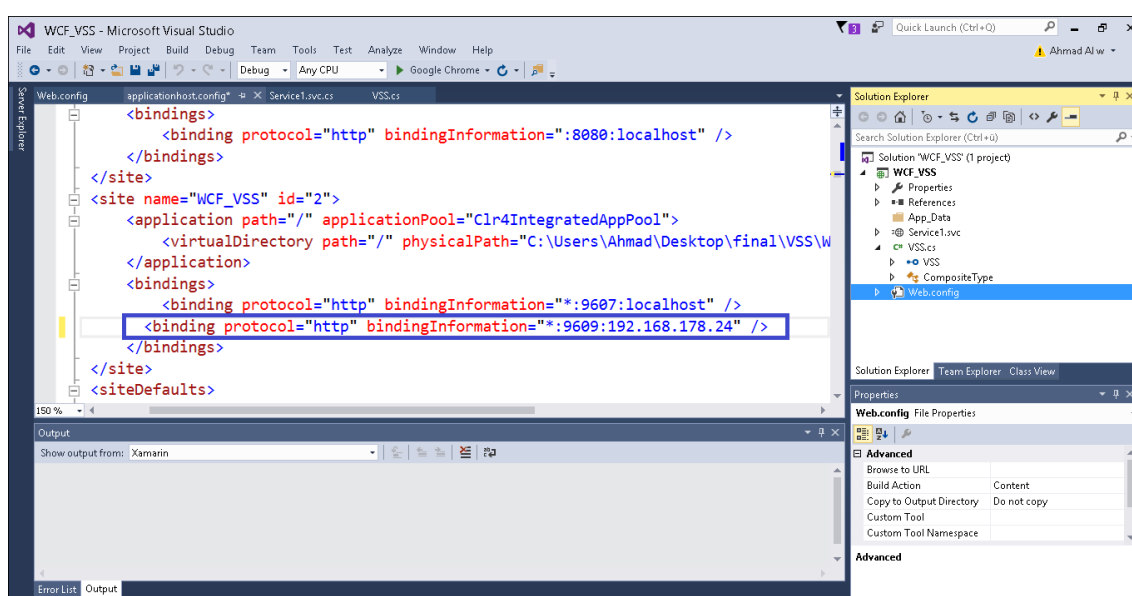 WCF_VSS - Microsoft Visual Studio
3
Quick Launch (Ctrl+Q)
File Edit View Project Build Debug Team Tools Test Analyze Window Help
Ahmad Al w
Debug Any CPU Google Chrome
Server Explorer
Web.config applicationhost.config* Service1.svc.cs VSS.cs
<bindings>
<binding protocol="http" bindingInformation=":8080:localhost" />
</bindings>
</site>
<site name="WCF_VSS" id="2">
<application path="/" applicationPool="Clr4IntegratedAppPool">
<virtualDirectory path="/" physicalPath="C:\Users\Ahmad\Desktop\final\VSS\W
</application>
<bindings>
<binding protocol="http" bindingInformation="*:9607:localhost" />
<binding protocol="http" bindingInformation="*:9609:192.168.178.24" />
</bindings>
</site>
<siteDefaults>
150 %
Output
Show output from: Xamarin
Error List Output
Solution Explorer
Search Solution Explorer (Ctrl+ü)
Solution 'WCF_VSS' (1 project)
WCF_VSS
Properties
References
App_Data
Service1.svc
VSS.cs
VSS
CompositeType
Web.config
Solution Explorer Team Explorer Class View
Properties
Web.config File Properties
Advanced
Browse to URL
Build Action Content
Copy to Output Directory Do not copy
Custom Tool
Custom Tool Namespace
Advanced